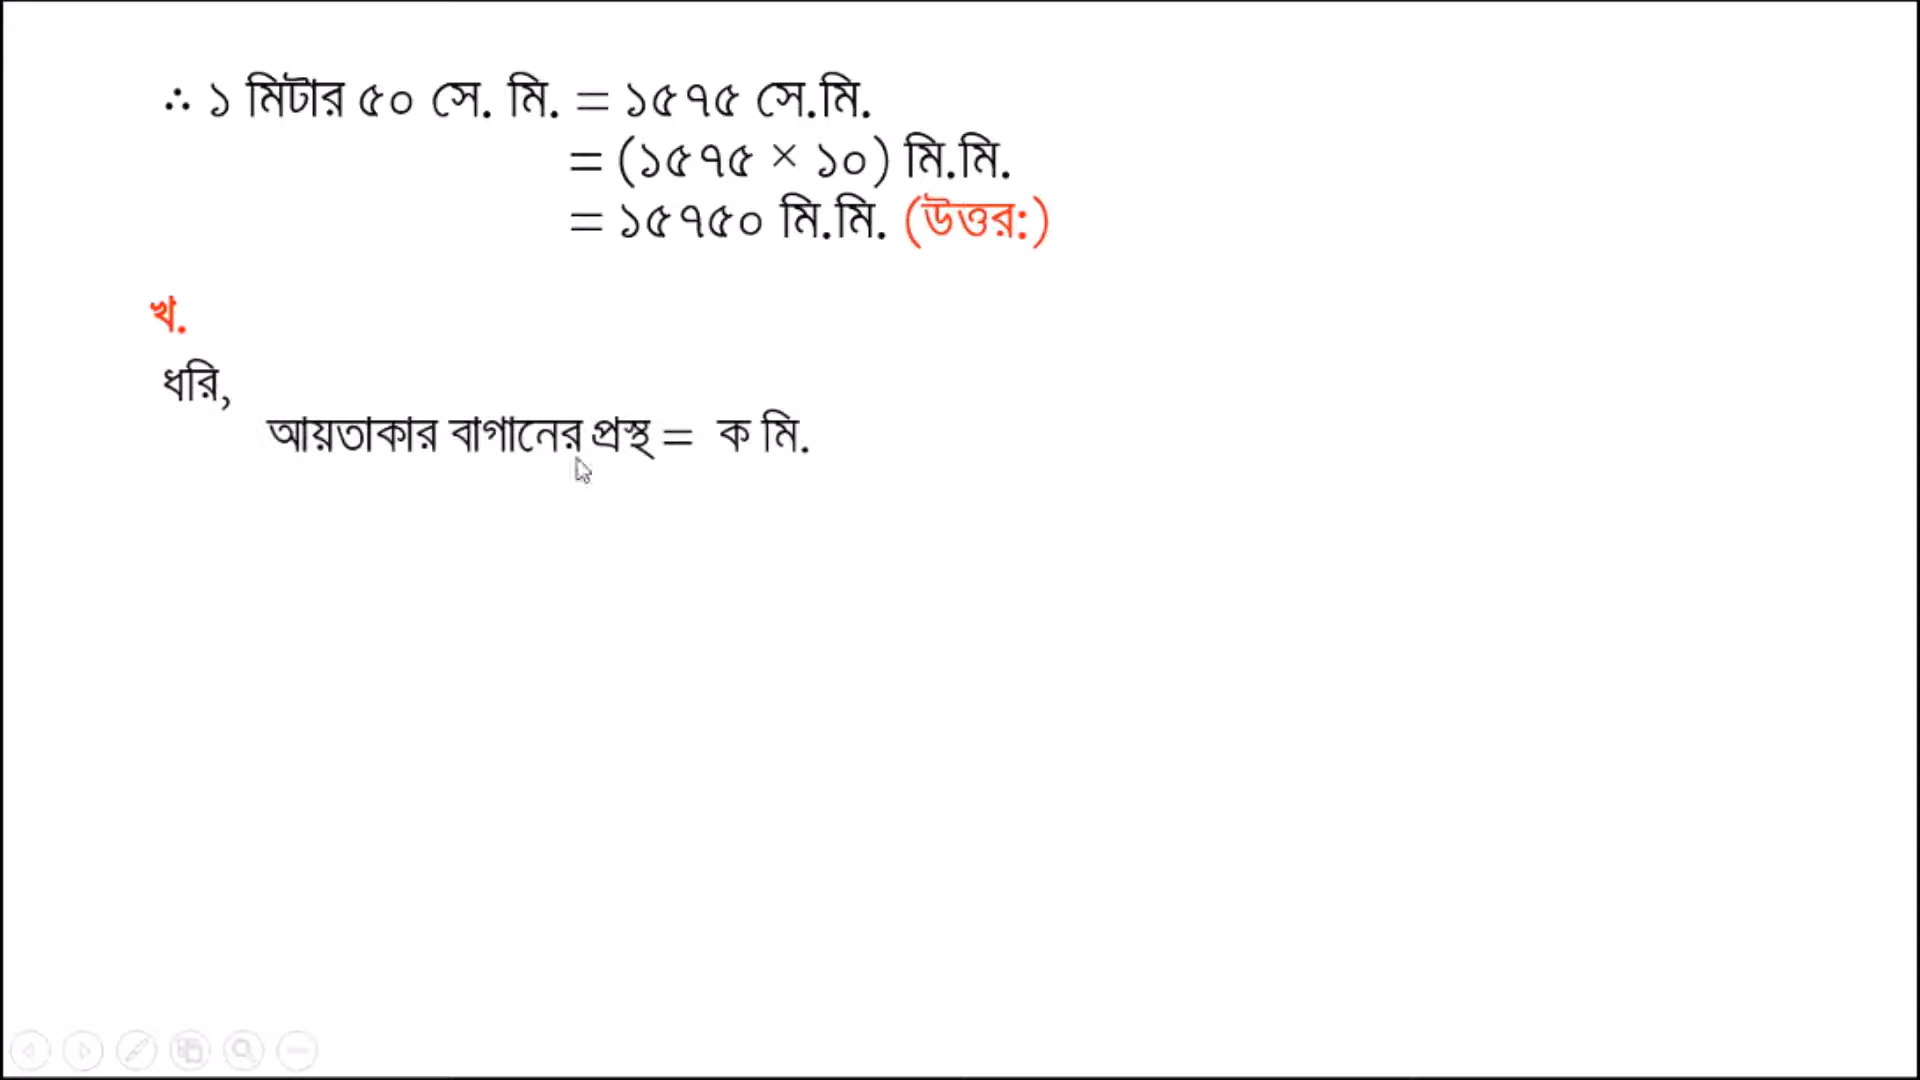 ∴ ১ মিটার ৫০ সে. মি. = ১৫৭৫ সে.মি.
= (১৫৭৫ × ১০) মি.মি.
= ১৫৭৫০ মি.মি. (উত্তর:)
খ.
ধরি,
আয়তাকার বাগানের প্রস্থ = ক মি.